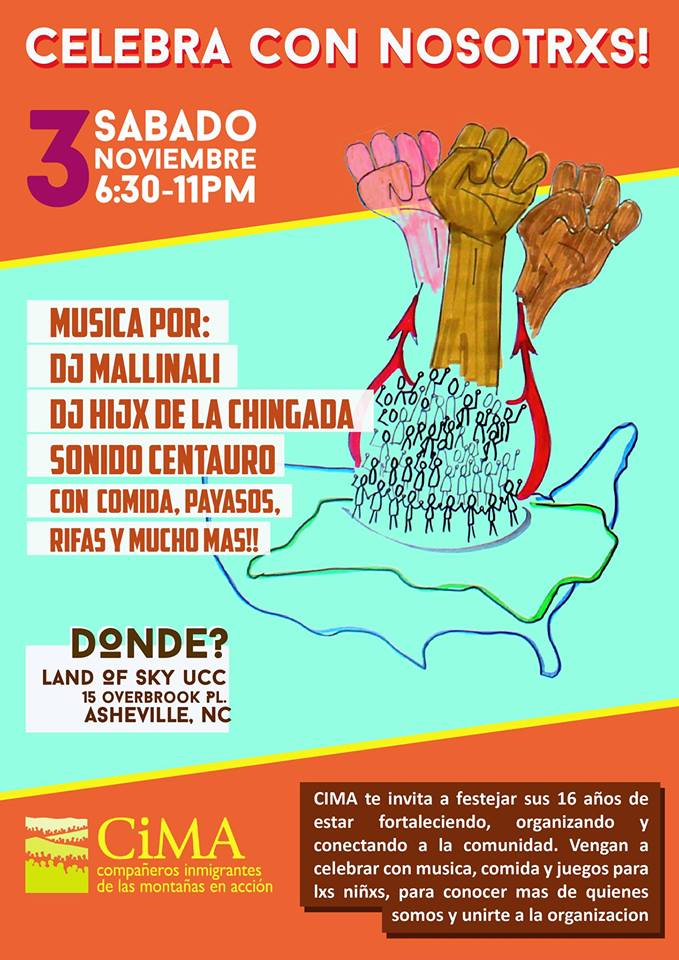 CELEBRA CON NOSOTRXS!
3 SABADO
NOVIEMBRE
6:30-11PM
MUSICA POR:
DJ MALLINALI
DJ HIJX DE LA CHINGADA
SONIDO CENTAURO
CON COMIDA, PAYASOS,
RIFAS Y MUCHO MAS!!
DONDE?
LAND OF SKY UCC
15 OVERBROOK PL.
ASHEVILLE, NC
CiMA
compañeros inmigrantes
de las montañas en acción
CIMA te invita a festejar sus 16 años de
estar fortaleciendo, organizando y
conectando a la comunidad. Vengan a
celebrar con musica, comida y juegos para
lxs niñxs, para conocer mas de quienes
somos y unirte a la organizacion